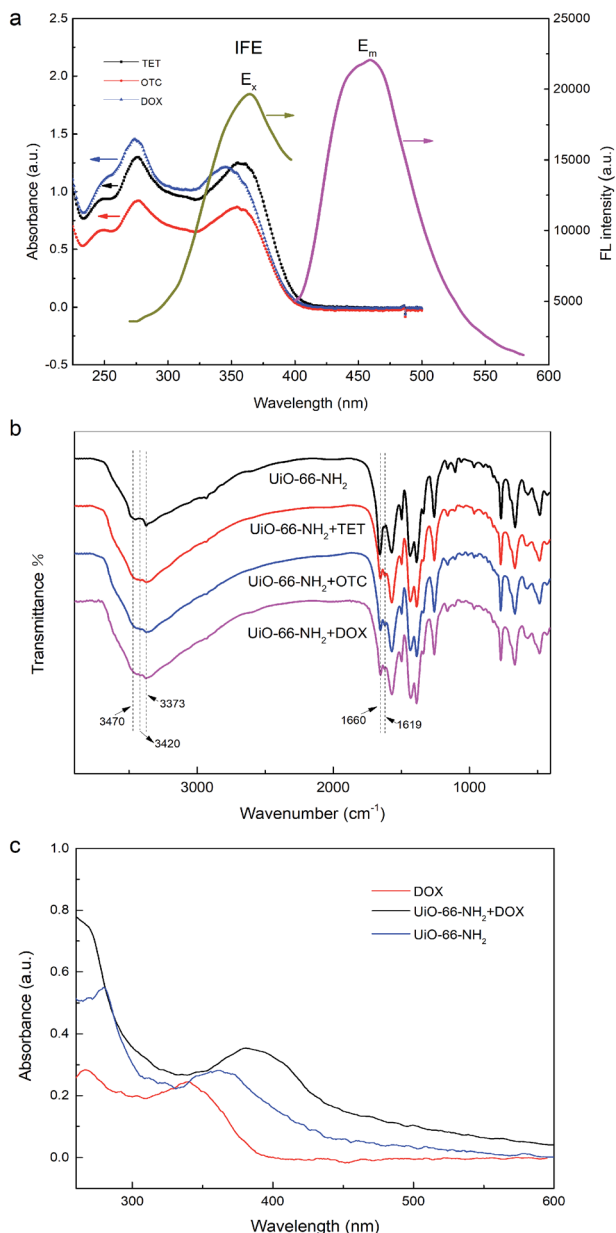 a
IFE
E_x
E_m
TET
OTC
DOX
2.5
2.0
1.5
1.0
0.5
0.0
-0.5
25000
20000
15000
10000
5000
Absorbance (a.u.)
FL intensity (a.u.)
250 300 350 400 450 500 550 600
Wavelength (nm)
b
UiO-66-NH₂
UiO-66-NH₂+TET
UiO-66-NH₂+OTC
UiO-66-NH₂+DOX
Transmittance %
3470
3420
3373
1660
1619
3000 2000 1000
Wavenumber (cm⁻¹)
c
DOX
UiO-66-NH₂+DOX
UiO-66-NH₂
1.0
0.8
0.6
0.4
0.2
0.0
Absorbance (a.u.)
300 400 500 600
Wavelength (nm)